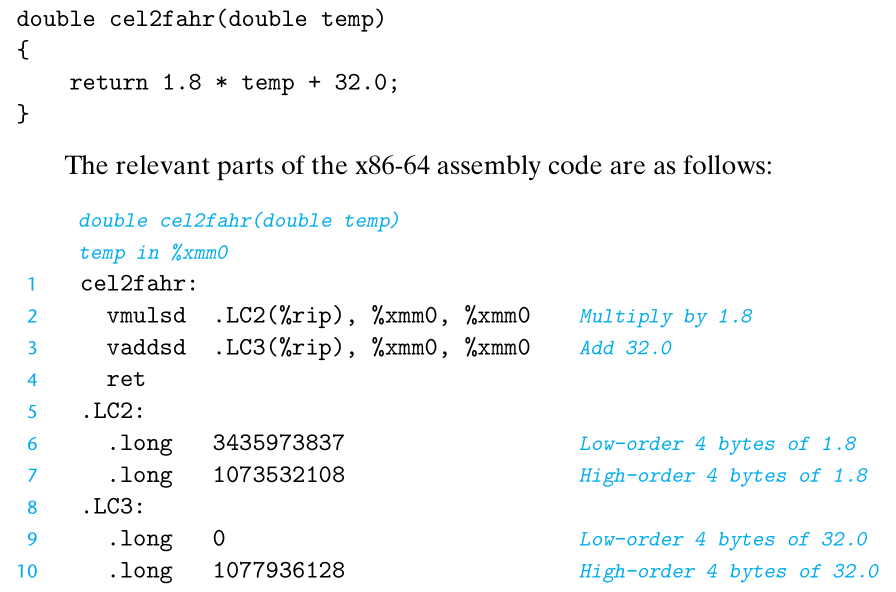 double cel2fahr(double temp)
{
    return 1.8 * temp + 32.0;
}
The relevant parts of the x86-64 assembly code are as follows:
double cel2fahr(double temp)
temp in %xmm0
1 cel2fahr:
2 vmulsd .LC2(%rip), %xmm0, %xmm0 Multiply by 1.8
3 vaddsd .LC3(%rip), %xmm0, %xmm0 Add 32.0
4 ret
5 .LC2:
6 .long 3435973837 Low-order 4 bytes of 1.8
7 .long 1073532108 High-order 4 bytes of 1.8
8 .LC3:
9 .long 0 Low-order 4 bytes of 32.0
10 .long 1077936128 High-order 4 bytes of 32.0